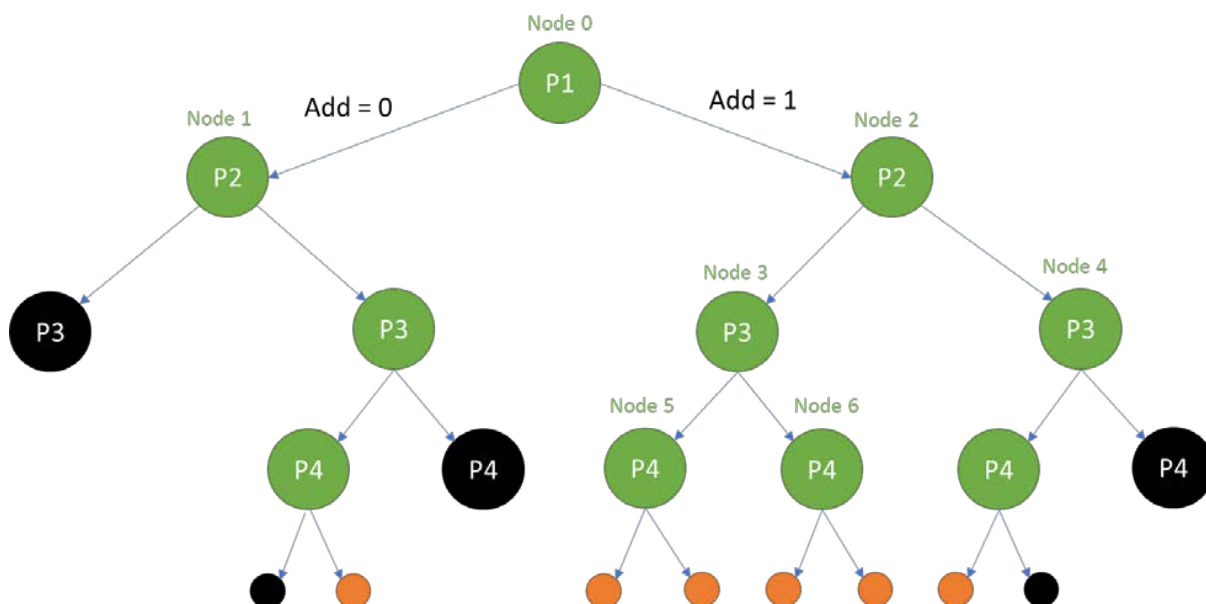 Node 0
P1
Add = 0
Add = 1
Node 1
Node 2
P2
P2
Node 3
Node 4
P3
P3
P3
P3
Node 5
Node 6
P4
P4
P4
P4
P4
P4